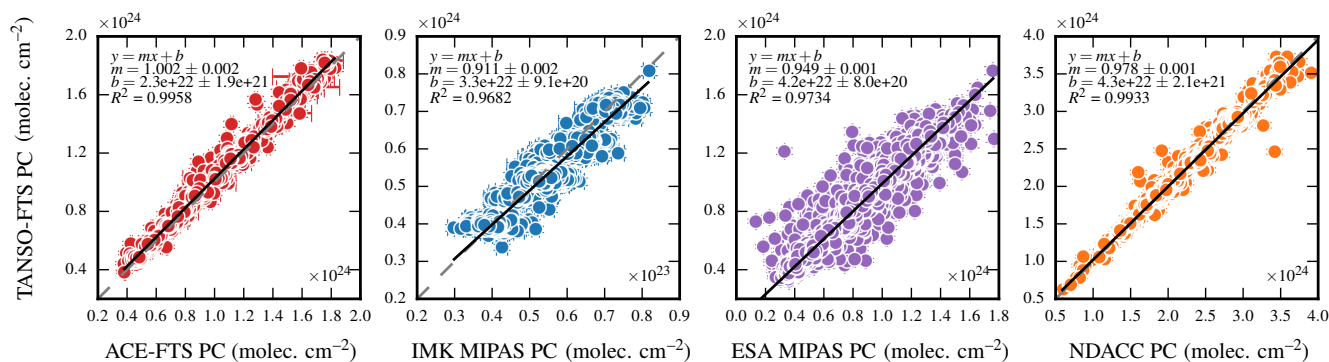 ×10²⁴
×10²⁴
×10²⁴
×10²⁴
TANSO-FTS PC (molec. cm⁻²)
2.0
1.6
1.2
0.8
0.4
y = mx + b
m = 1.002 ± 0.002
b = 2.3e+22 ± 1.9e+21
R² = 0.9958
×10²⁴
0.2 0.4 0.6 0.8 1.0 1.2 1.4 1.6 1.8 2.0
ACE-FTS PC (molec. cm⁻²)
0.9
0.8
0.7
0.6
0.5
0.4
0.3
0.2
y = mx + b
m = 0.911 ± 0.002
b = 3.3e+22 ± 9.1e+20
R² = 0.9682
×10²³
0.2 0.3 0.4 0.5 0.6 0.7 0.8 0.9
IMK MIPAS PC (molec. cm⁻²)
2.0
1.6
1.2
0.8
0.4
y = mx + b
m = 0.949 ± 0.001
b = 4.2e+22 ± 8.0e+20
R² = 0.9734
×10²⁴
0.0 0.2 0.4 0.6 0.8 1.0 1.2 1.4 1.6 1.8
ESA MIPAS PC (molec. cm⁻²)
4.0
3.5
3.0
2.5
2.0
1.5
1.0
0.5
y = mx + b
m = 0.978 ± 0.001
b = 4.3e+22 ± 2.1e+21
R² = 0.9933
×10²⁴
0.5 1.0 1.5 2.0 2.5 3.0 3.5 4.0
NDACC PC (molec. cm⁻²)